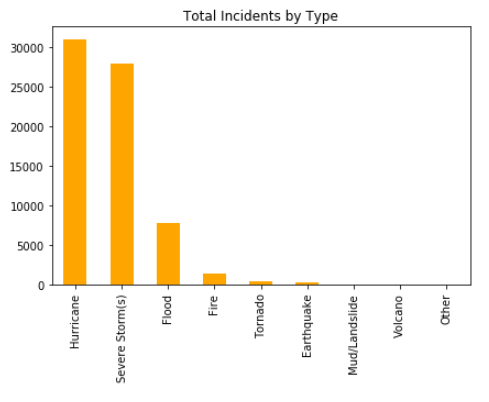 Total Incidents by Type
30000
25000
20000
15000
10000
5000
0
Hurricane
Severe Storm(s)
Flood
Fire
Tornado
Earthquake
Mud/Landslide
Volcano
Other